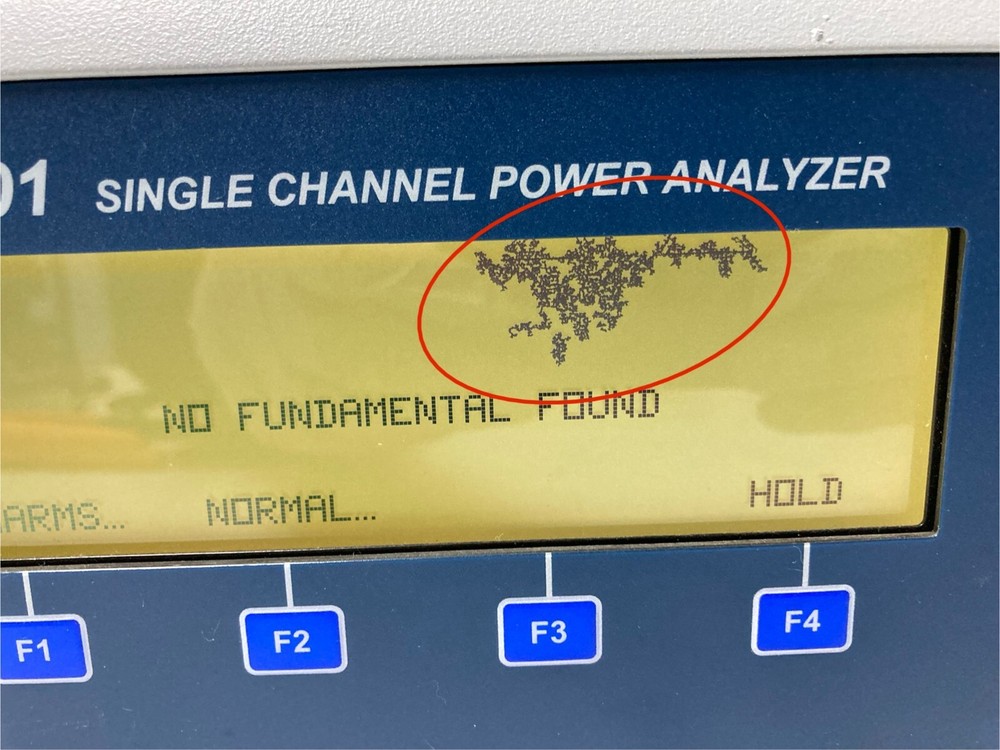 01 SINGLE CHANNEL POWER ANALYZER
NO FUNDAMENTAL FOUND
ARMS... NORMAL... HOLD
F1 F2 F3 F4